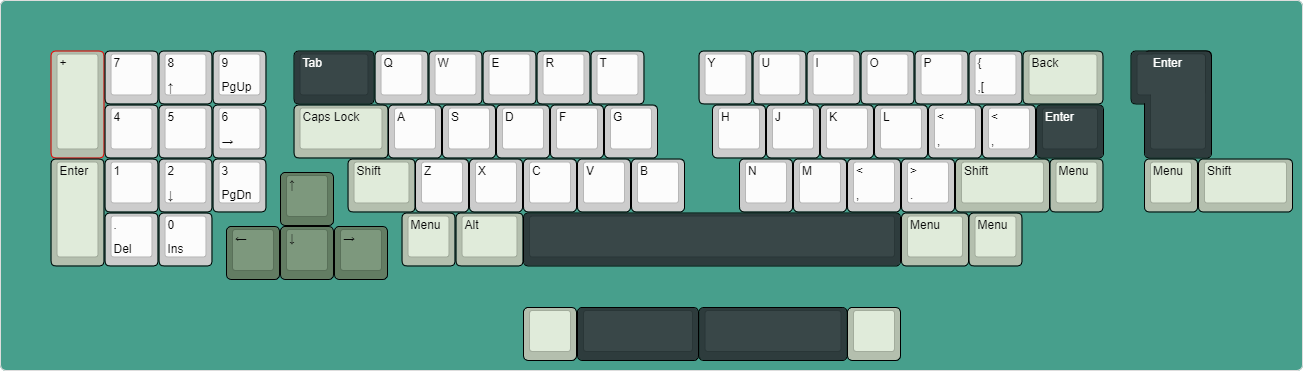 + 7 8 9 Tab Q W E R T Y U I O P { Back Enter
↑ PgUp ,[
4 5 6 Caps Lock A S D F G H J K L < < Enter
→ , ,
Enter 1 2 3 Shift Z X C V B N M < > Shift Menu Menu Shift
↓ PgDn ↑ , .
. 0 Menu Alt Menu Menu
Del Ins ← ↓ →